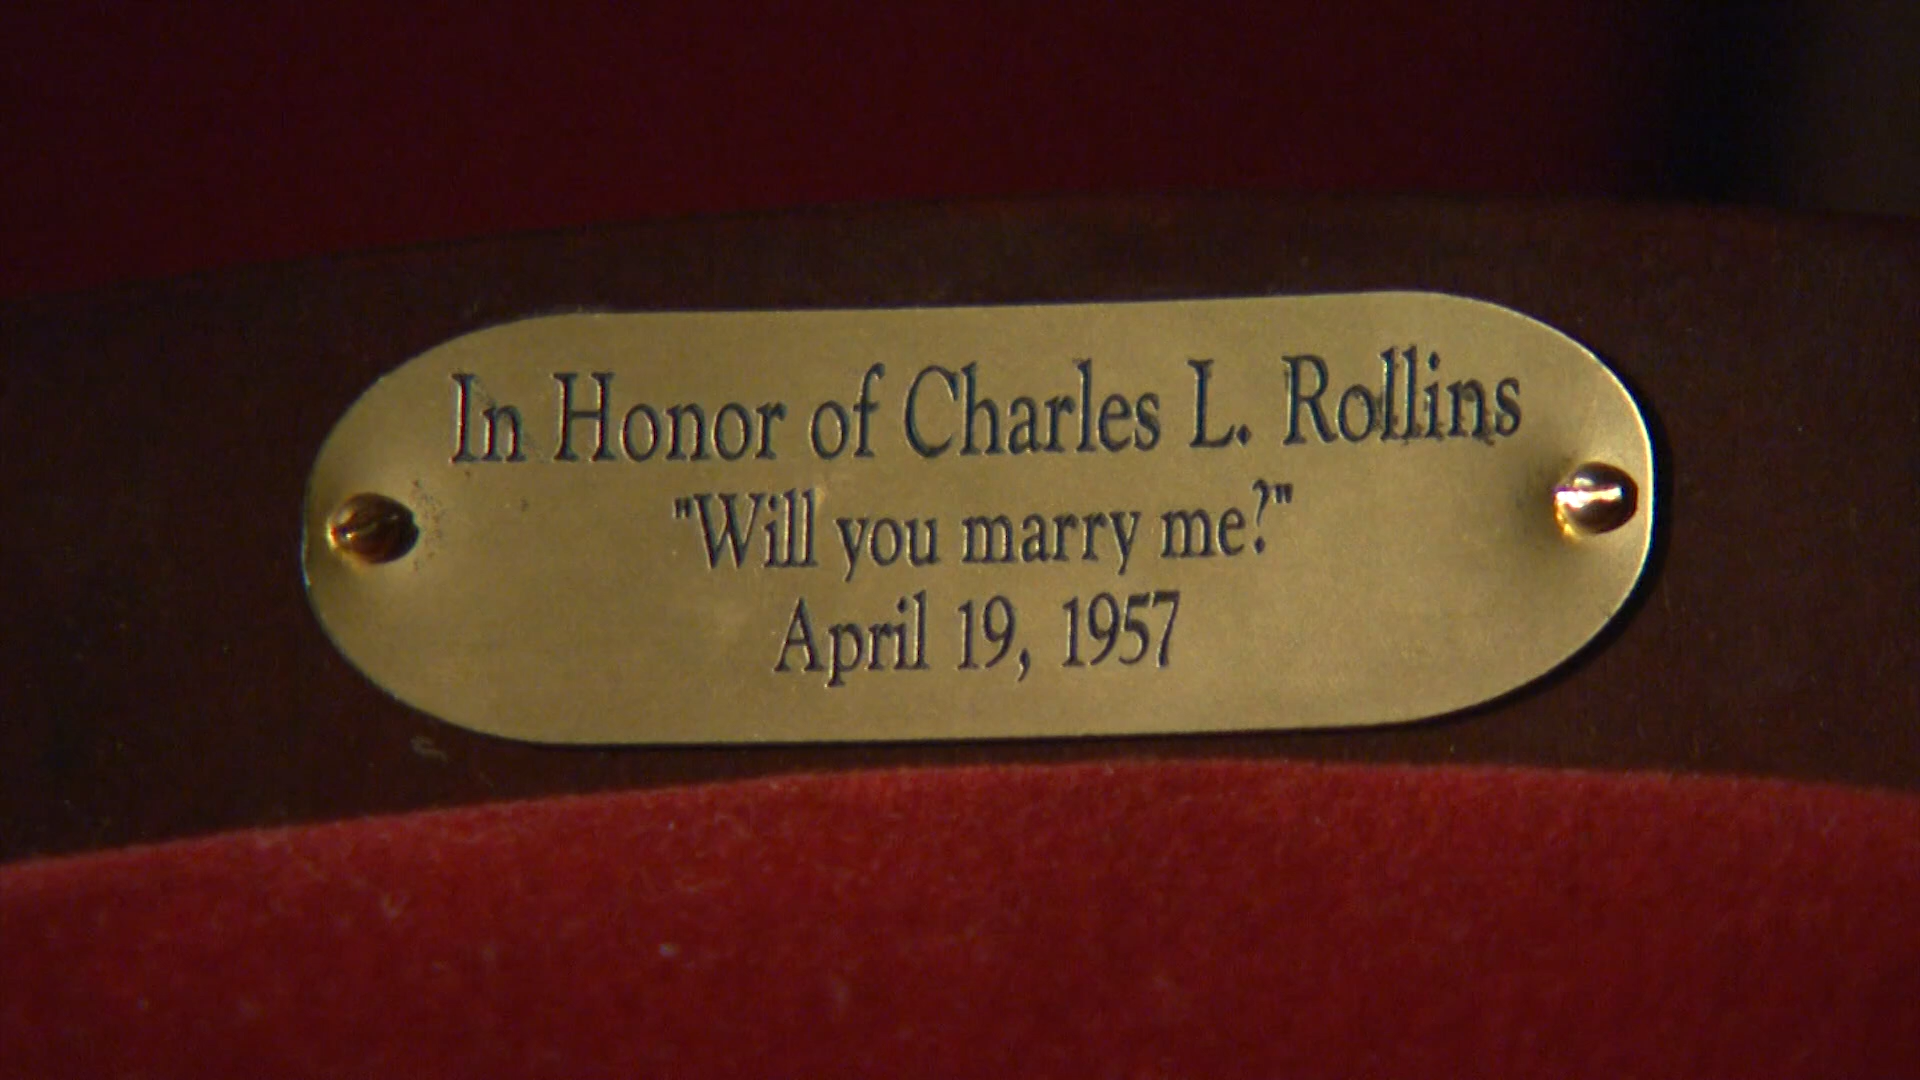 In Honor of Charles L. Rollins
"Will you marry me?"
April 19, 1957